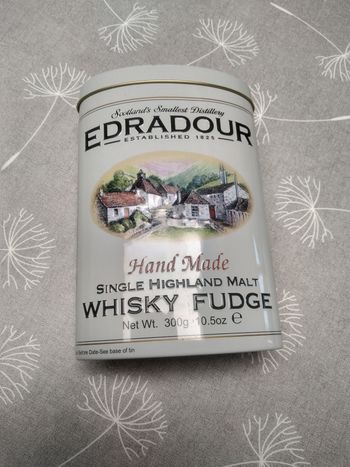 Scotland's Smallest Distillery
EDRADOUR
ESTABLISHED 1825
Hand Made
SINGLE HIGHLAND MALT
WHISKY FUDGE
Net Wt. 300g 10.5oz ℮
Before Date-See base of tin